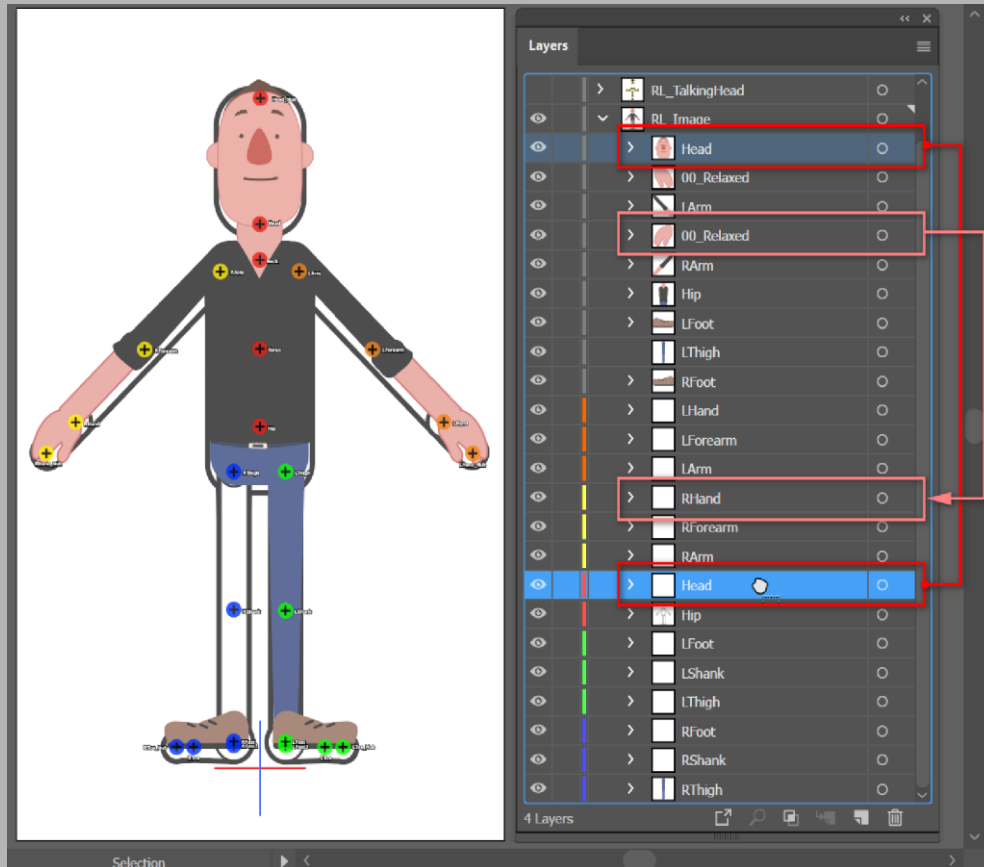 Layers
RL_TalkingHead
RL_Image
Head
00_Relaxed
LArm
00_Relaxed
RArm
Hip
LFoot
LThigh
RFoot
LHand
LForearm
LArm
RHand
RForearm
RArm
Head
Hip
LFoot
LShank
LThigh
RFoot
RShank
RThigh
4 Layers
Selection